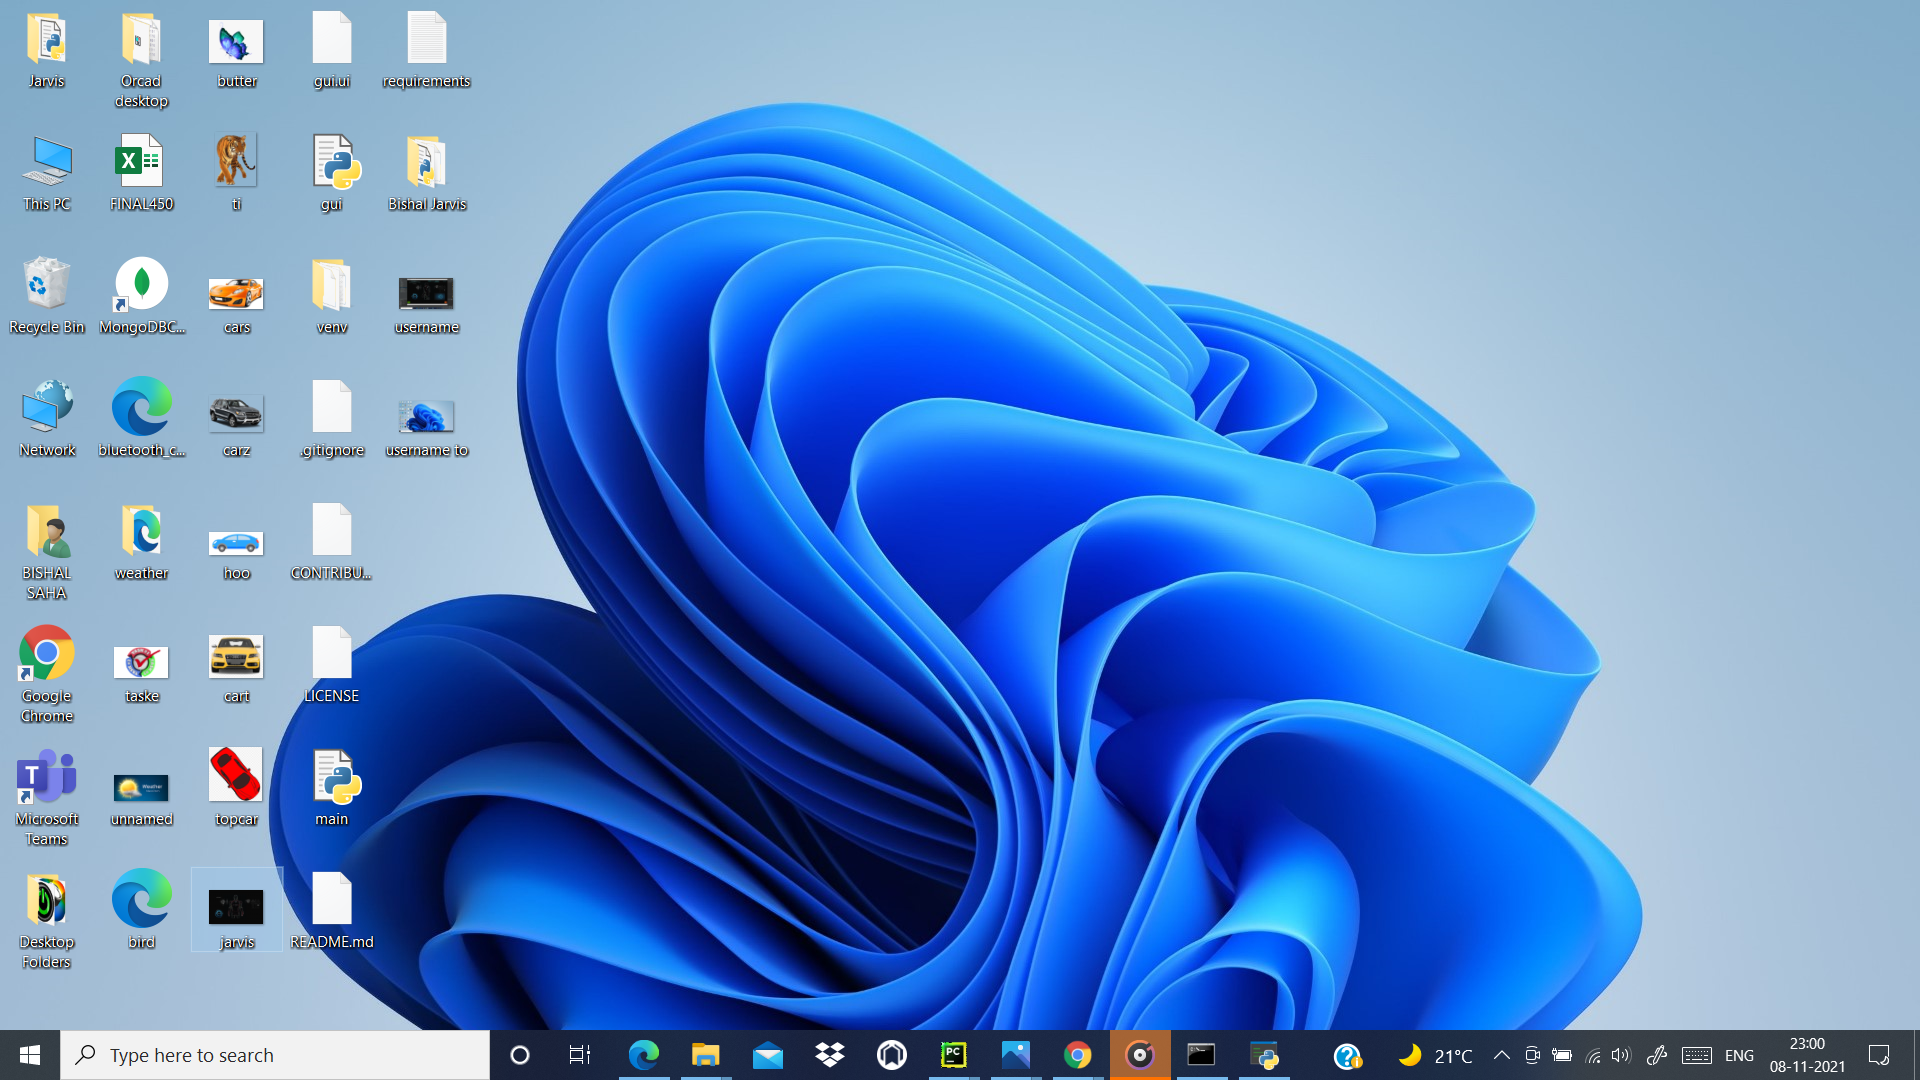 Jarvis
Orcad
desktop
butter
gui.ui
requirements
This PC
FINAL450
ti
gui
Bishal Jarvis
Recycle Bin
MongoDBC...
cars
venv
username
Network
bluetooth_c...
carz
.gitignore
username to
BISHAL
SAHA
weather
hoo
CONTRIBU...
Google
Chrome
taske
cart
LICENSE
Microsoft
Teams
unnamed
topcar
main
Desktop
Folders
bird
jarvis
README.md
Type here to search
PC
21°C
ENG
23:00
08-11-2021